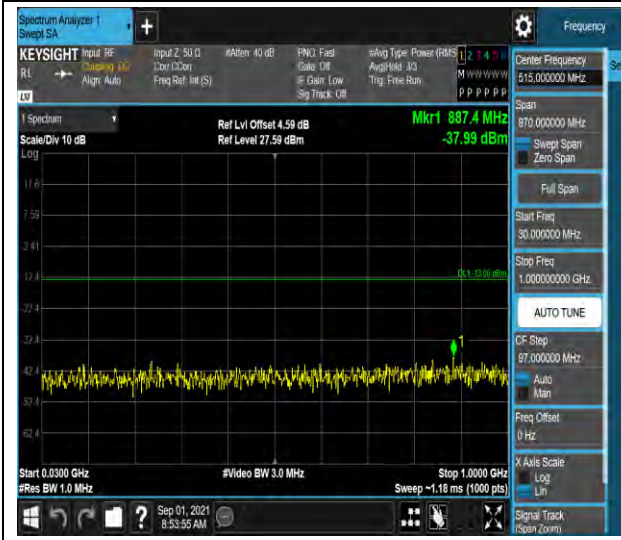 Spectrum Analyzer 1
Swept SA
+
Frequency
KEYSIGHT
RL
Input: RF
Coupling: DC
Align: Auto
Input Z: 50 Ω
Corr CCorr
Freq Ref: Int (S)
#Atten: 40 dB
PNO: Fast
Gate: Off
IF Gain: Low
Sig Track: Off
#Avg Type: Power (RMS
Avg|Hold: 3/3
Trig: Free Run
1 2 3 4 5 6
M W W W W W
P P P P P P
LXI
1 Spectrum
Scale/Div 10 dB
Log
Ref Lvl Offset 4.59 dB
Ref Level 27.59 dBm
Mkr1 887.4 MHz
-37.99 dBm
17.6
7.59
-2.41
-12.4
DL1 -13.00 dBm
-22.4
-32.4
1
-42.4
-52.4
-62.4
Start 0.0300 GHz
#Res BW 1.0 MHz
#Video BW 3.0 MHz
Stop 1.0000 GHz
Sweep ~1.18 ms (1000 pts)
Center Frequency
515.000000 MHz
Se
Span
970.000000 MHz
Swept Span
Zero Span
Full Span
Start Freq
30.000000 MHz
Stop Freq
1.000000000 GHz
AUTO TUNE
CF Step
97.000000 MHz
Auto
Man
Freq Offset
0 Hz
X Axis Scale
Log
Lin
Signal Track
(Span Zoom)
?
Sep 01, 2021
8:53:55 AM